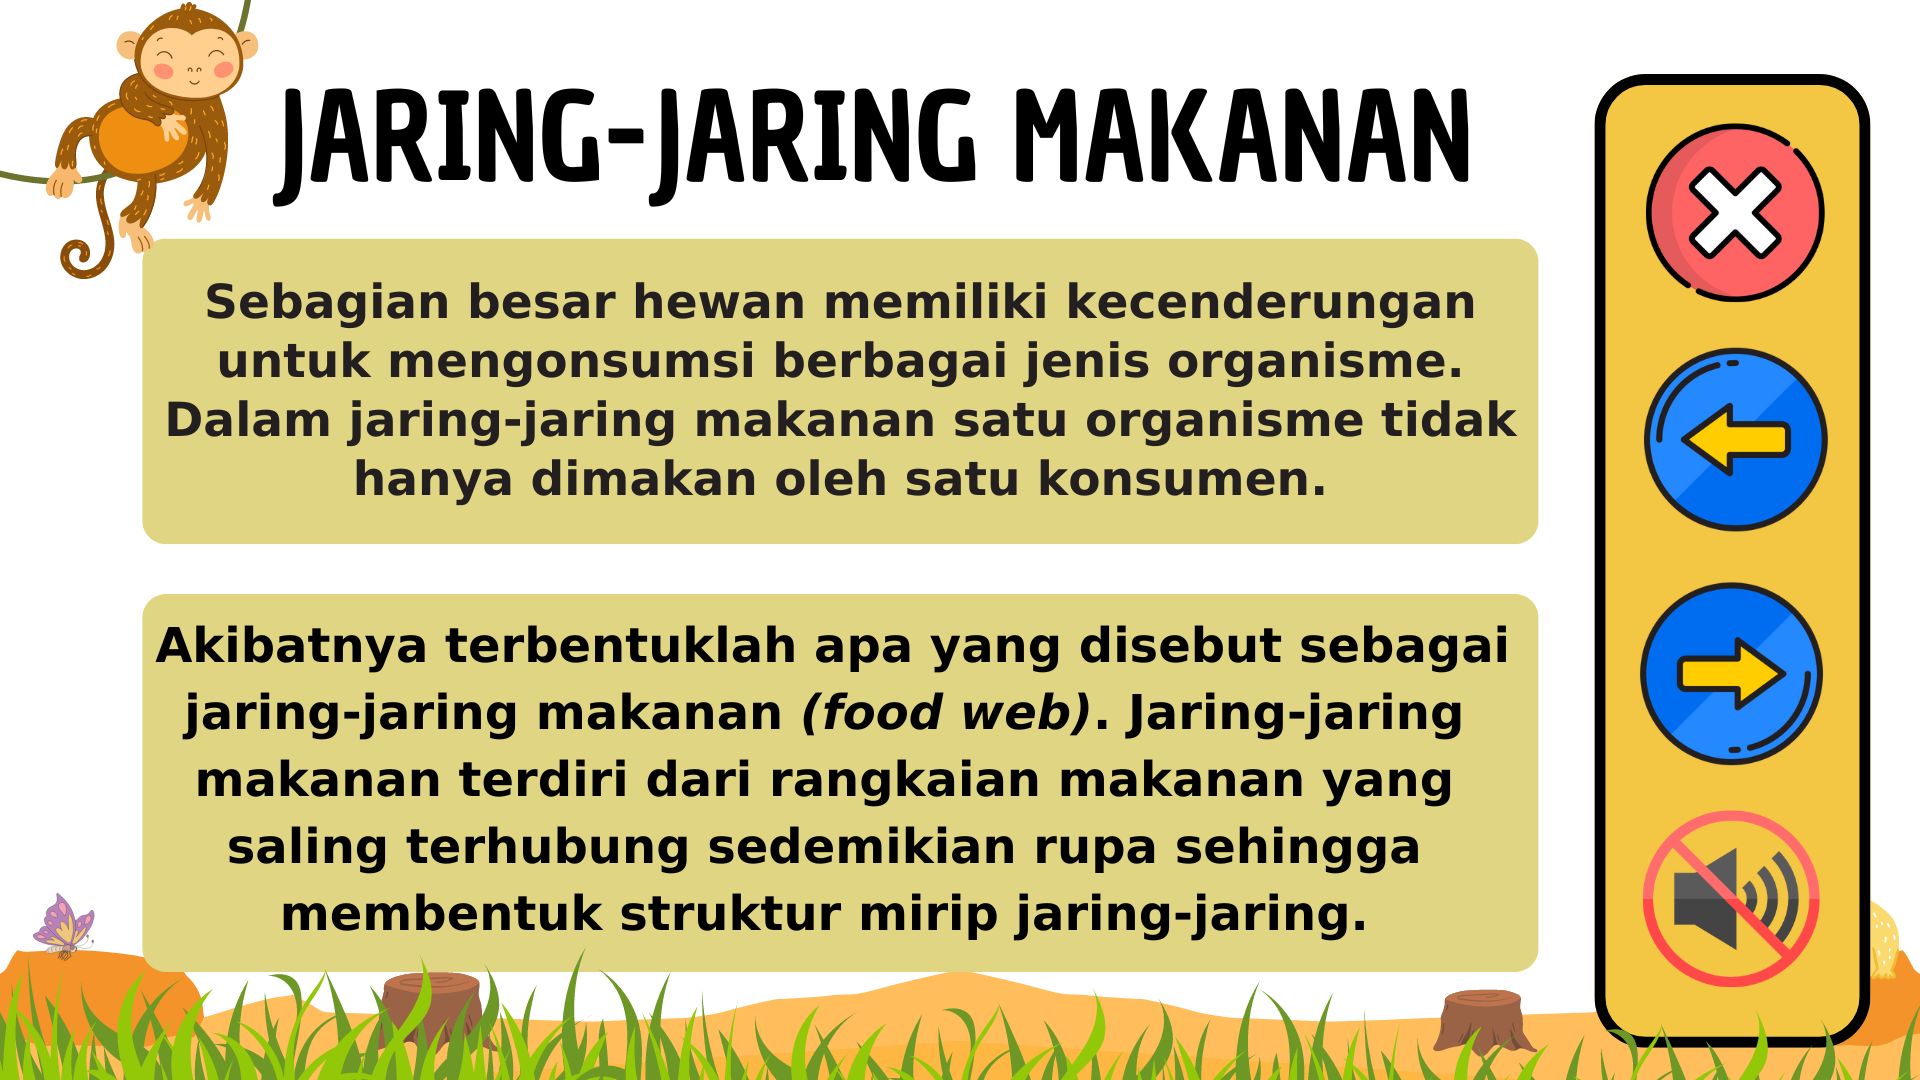 JARING-JARING MAKANAN
Sebagian besar hewan memiliki kecenderungan
untuk mengonsumsi berbagai jenis organisme.
Dalam jaring-jaring makanan satu organisme tidak
hanya dimakan oleh satu konsumen.
Akibatnya terbentuklah apa yang disebut sebagai
jaring-jaring makanan (food web). Jaring-jaring
makanan terdiri dari rangkaian makanan yang
saling terhubung sedemikian rupa sehingga
membentuk struktur mirip jaring-jaring.